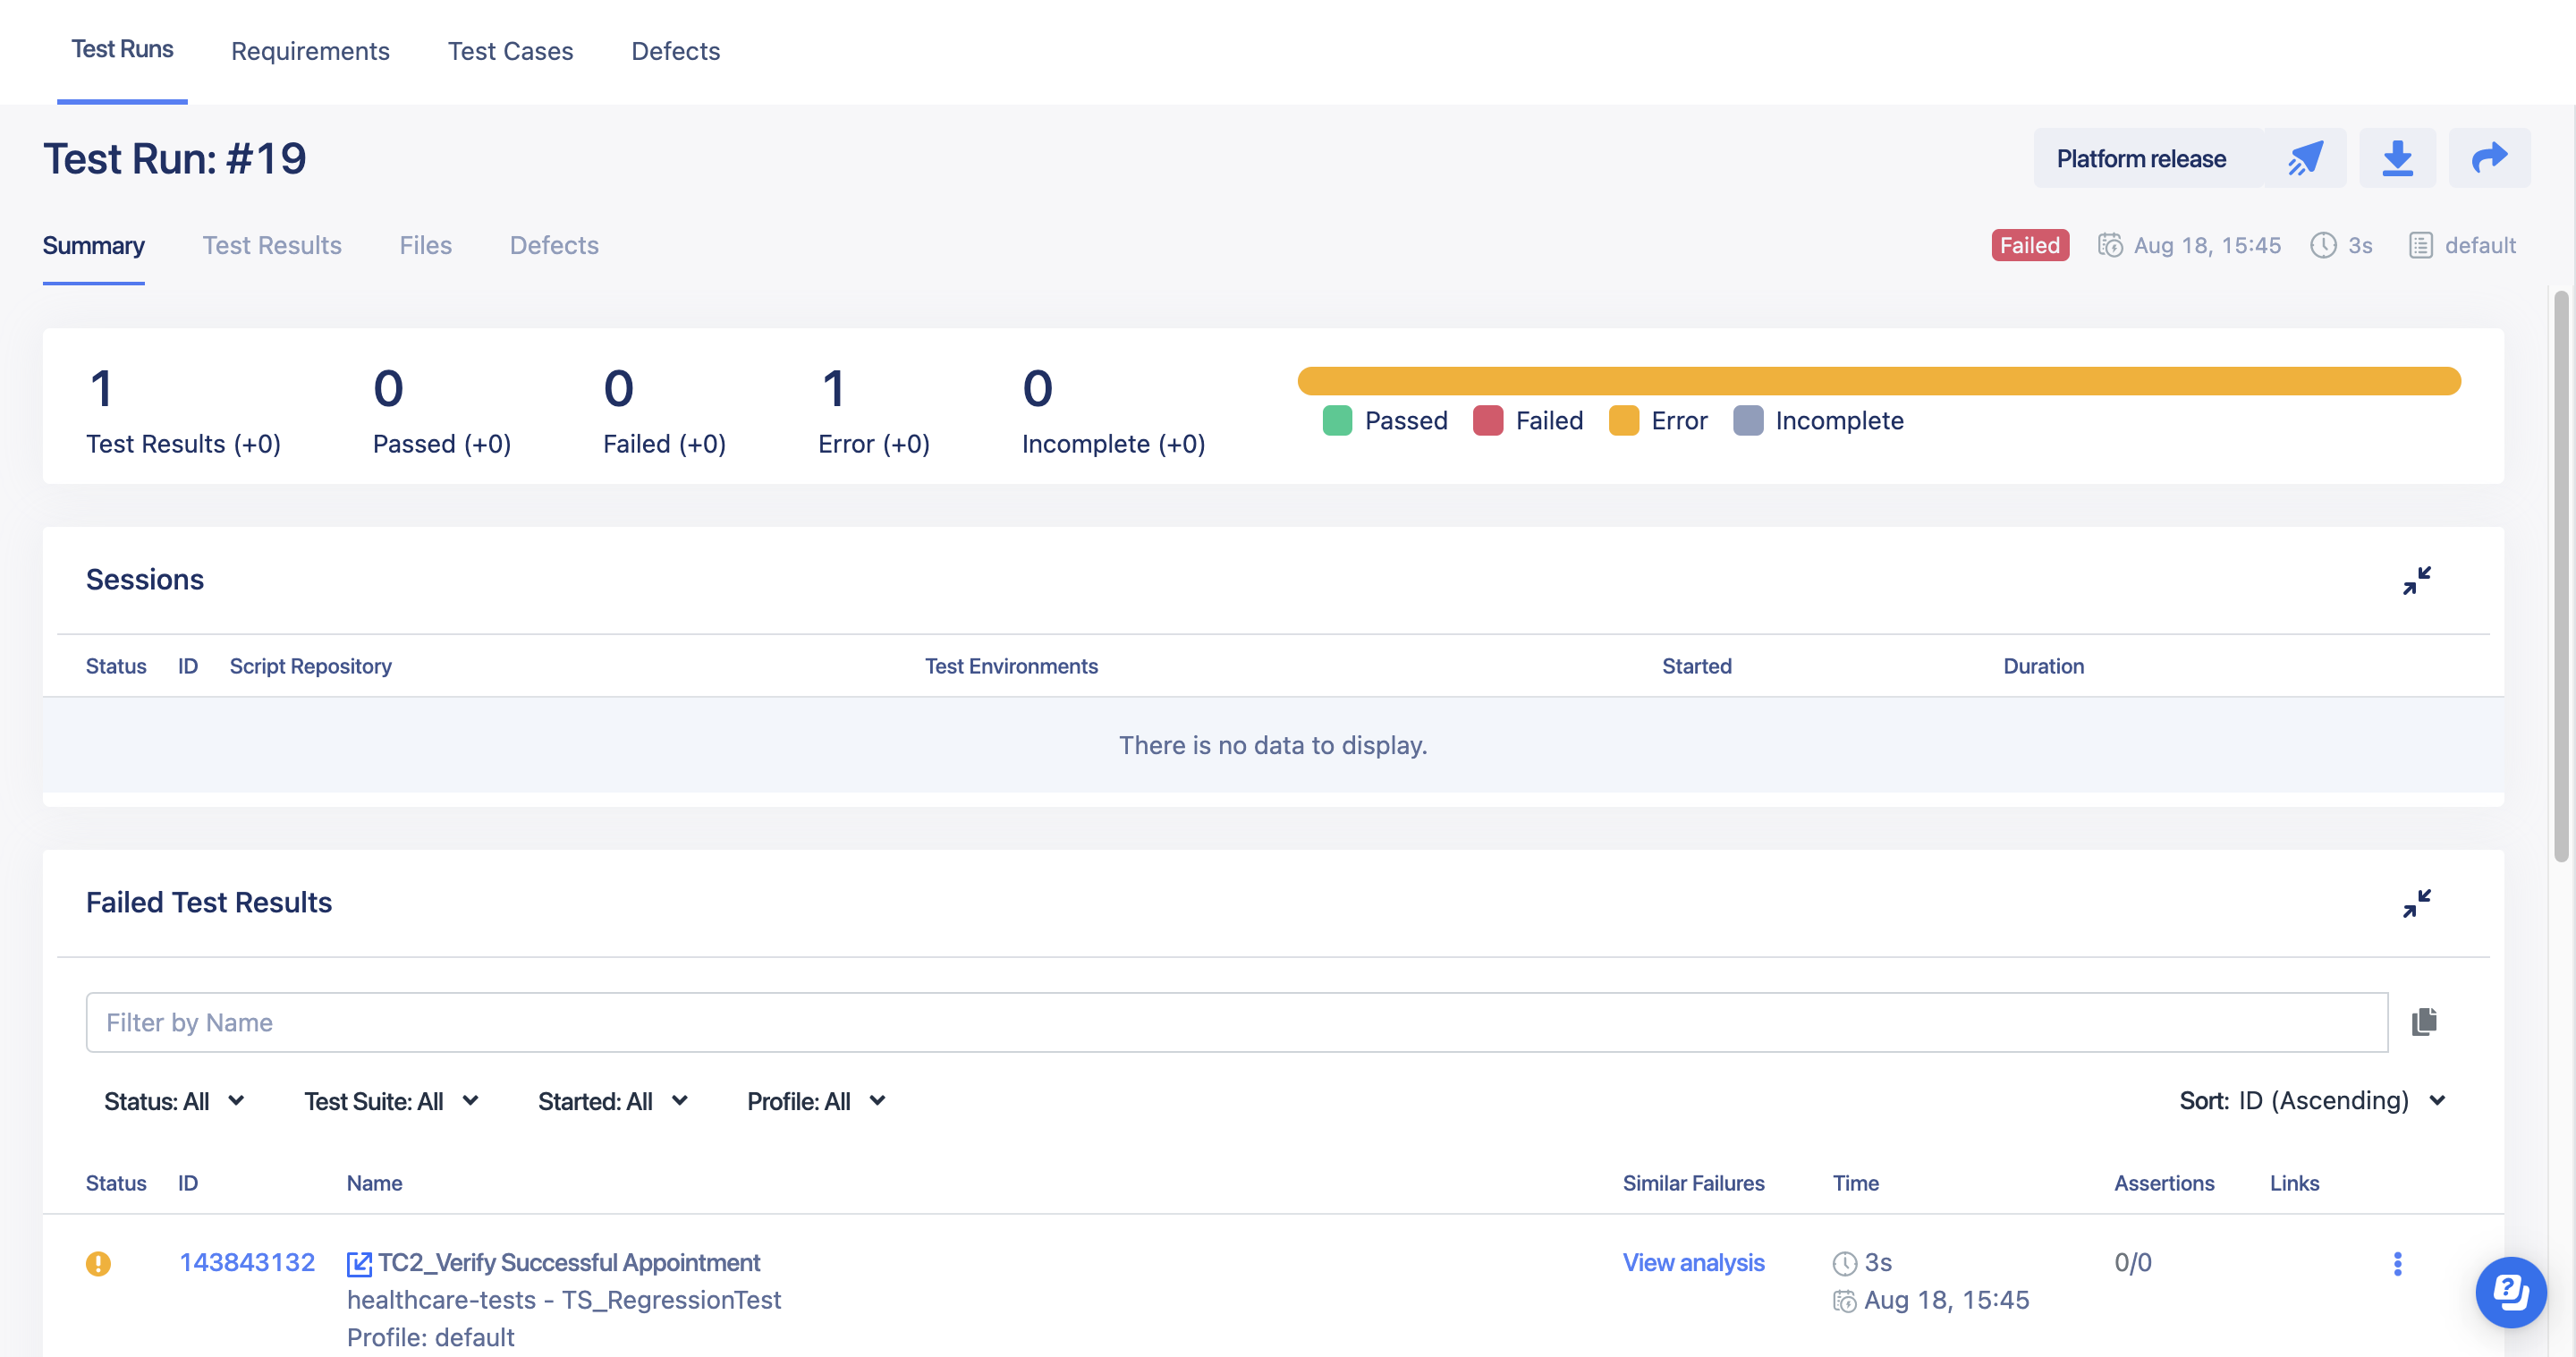 Test Runs Requirements Test Cases Defects
Test Run: #19
Platform release
Summary Test Results Files Defects
Failed Aug 18, 15:45 3s default
1 0 0 1 0
Test Results (+0) Passed (+0) Failed (+0) Error (+0) Incomplete (+0)
Passed Failed Error Incomplete
Sessions
Status ID Script Repository Test Environments Started Duration
There is no data to display.
Failed Test Results
Filter by Name
Status: All Test Suite: All Started: All Profile: All Sort: ID (Ascending)
Status ID Name Similar Failures Time Assertions Links
143843132 TC2_Verify Successful Appointment View analysis 3s 0/0
healthcare-tests - TS_RegressionTest Aug 18, 15:45
Profile: default